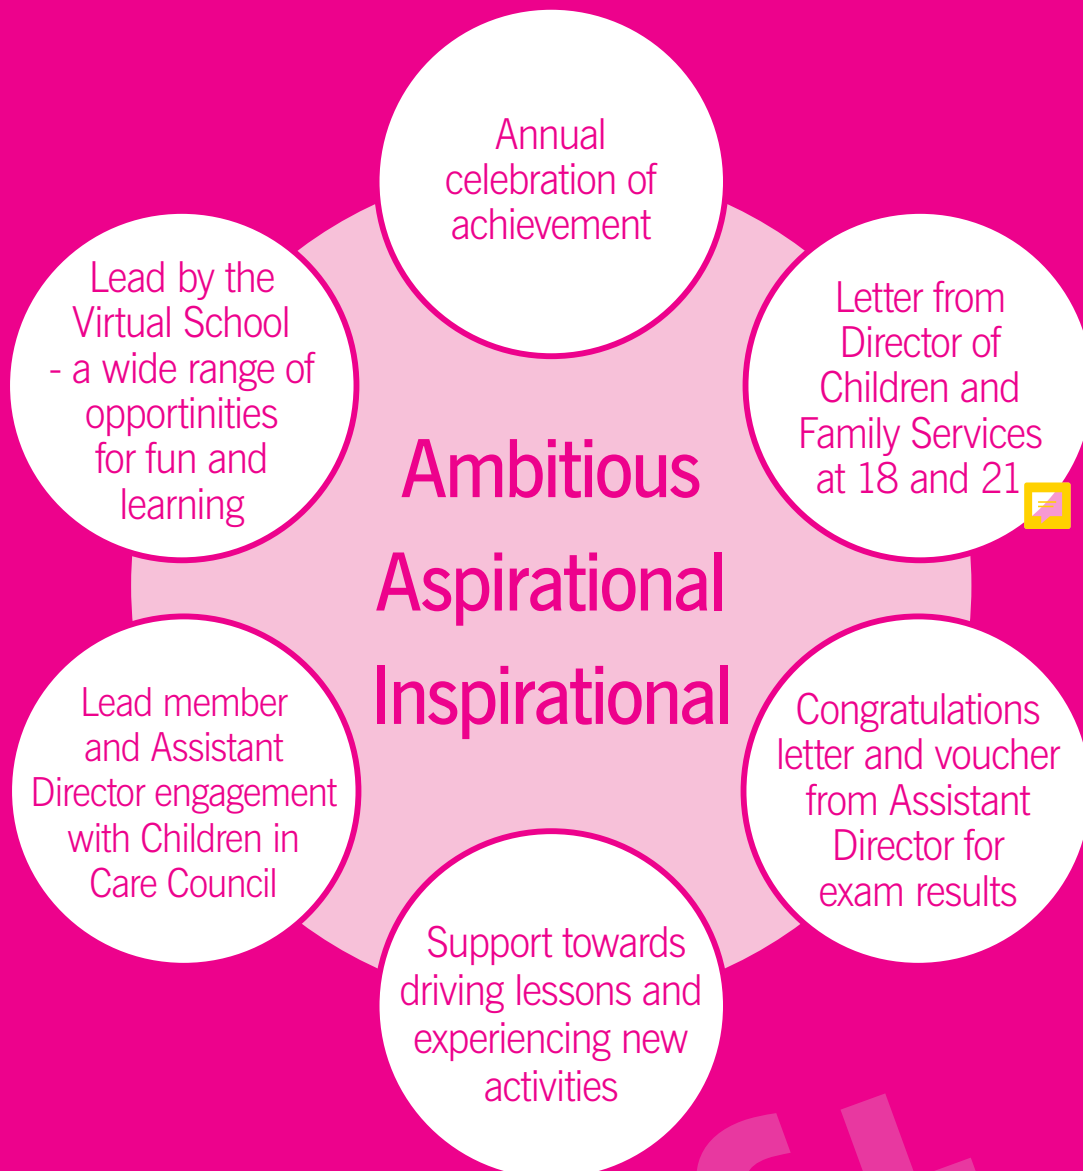 Annual
celebration of
achievement
Letter from
Director of
Children and
Family Services
at 18 and 21
Congratulations
letter and voucher
from Assistant
Director for
exam results
Support towards
driving lessons and
experiencing new
activities
Lead member
and Assistant
Director engagement
with Children in
Care Council
Lead by the
Virtual School
- a wide range of
opportinities
for fun and
learning
Ambitious
Aspirational
Inspirational